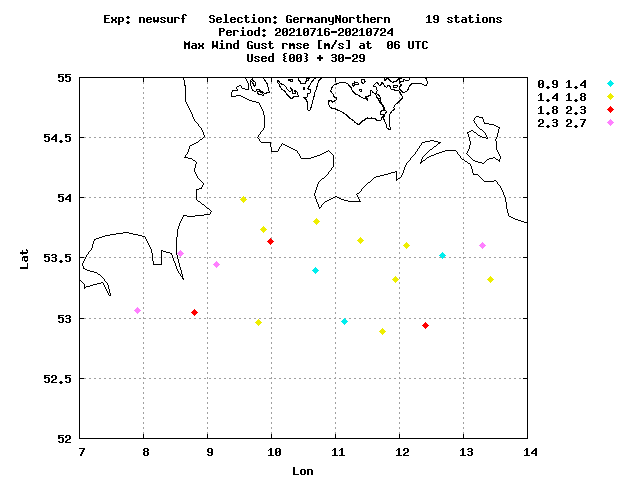 Exp: newsurf   Selection: GermanyNorthern     19 stations
Period: 20210716-20210724
Max Wind Gust rmse [m/s] at  06 UTC
Used {00} + 30-29
0.9 1.4
1.4 1.8
1.8 2.3
2.3 2.7
55
54.5
54
53.5
53
52.5
52
Lat
7 8 9 10 11 12 13 14
Lon